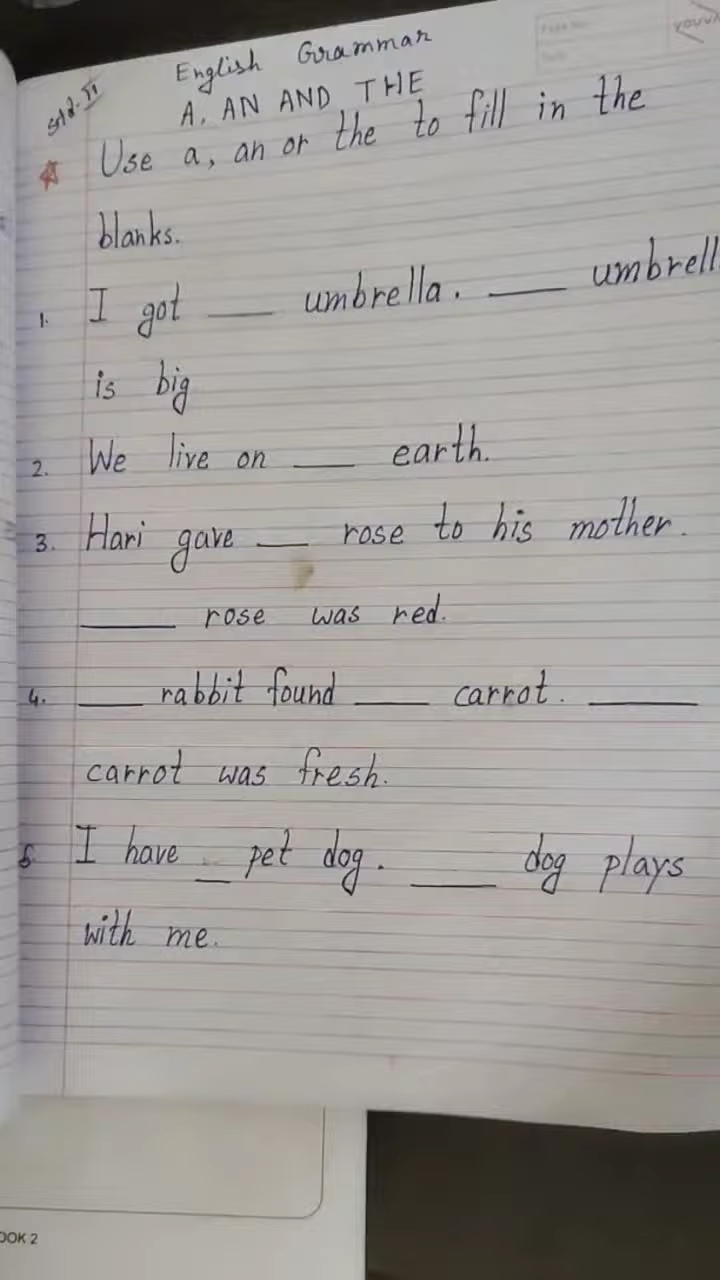 English Grammar
Std. II
A, AN AND THE
Use a, an or the to fill in the
blanks.
1. I got ___ umbrella. ___ umbrell
is big
2. We live on ___ earth.
3. Hari gave ___ rose to his mother.
___ rose was red.
4. ___ rabbit found ___ carrot. ___
carrot was fresh.
5. I have _ pet dog. ___ dog plays
with me.
OOK 2